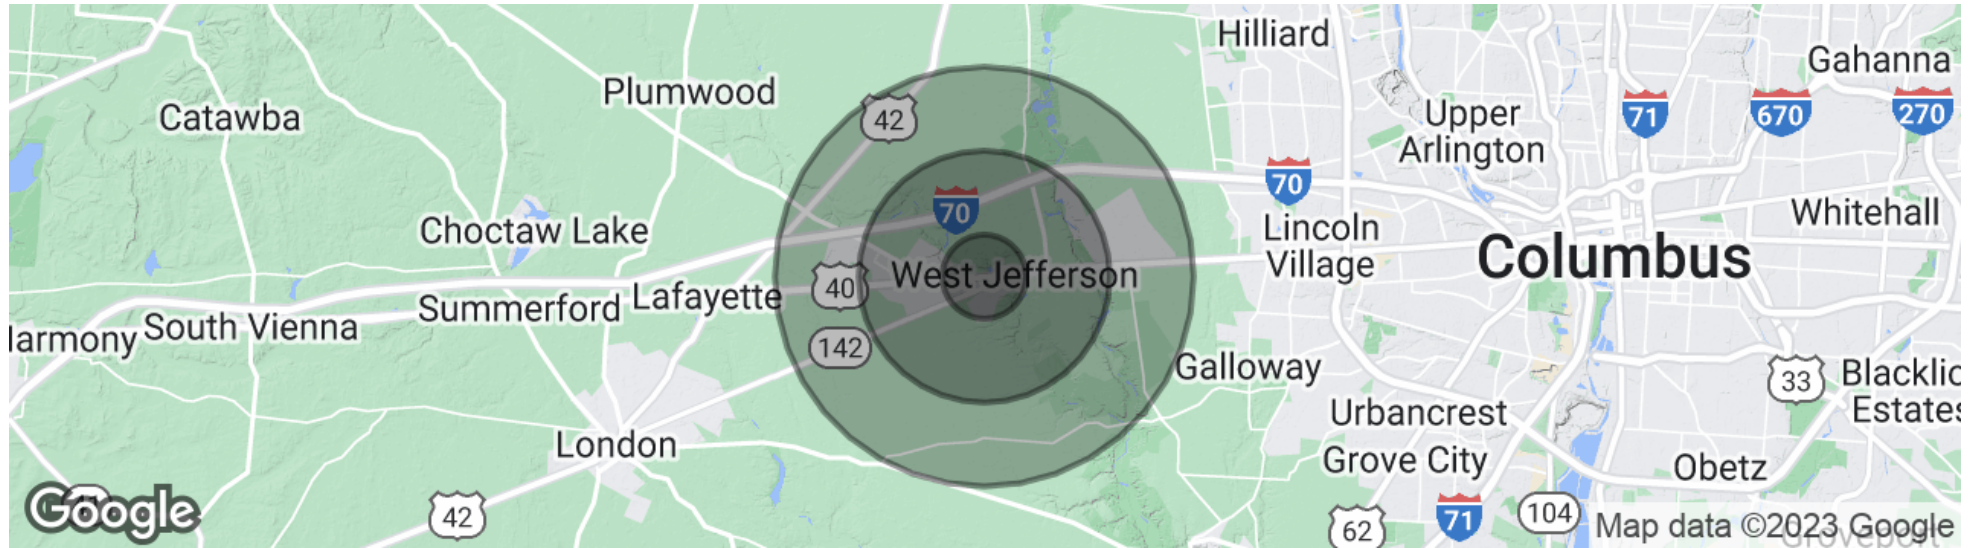 Hilliard
Gahanna
Plumwood
Catawba
42
71
670
270
Upper
Arlington
70
70
Choctaw Lake
Lincoln
Village
Whitehall
Columbus
West Jefferson
40
Summerford
Lafayette
South Vienna
armony
142
Galloway
33
Blacklic
Estates
Urbancrest
London
Grove City
Obetz
Google
42
62
71
104
Map data ©2023 Google